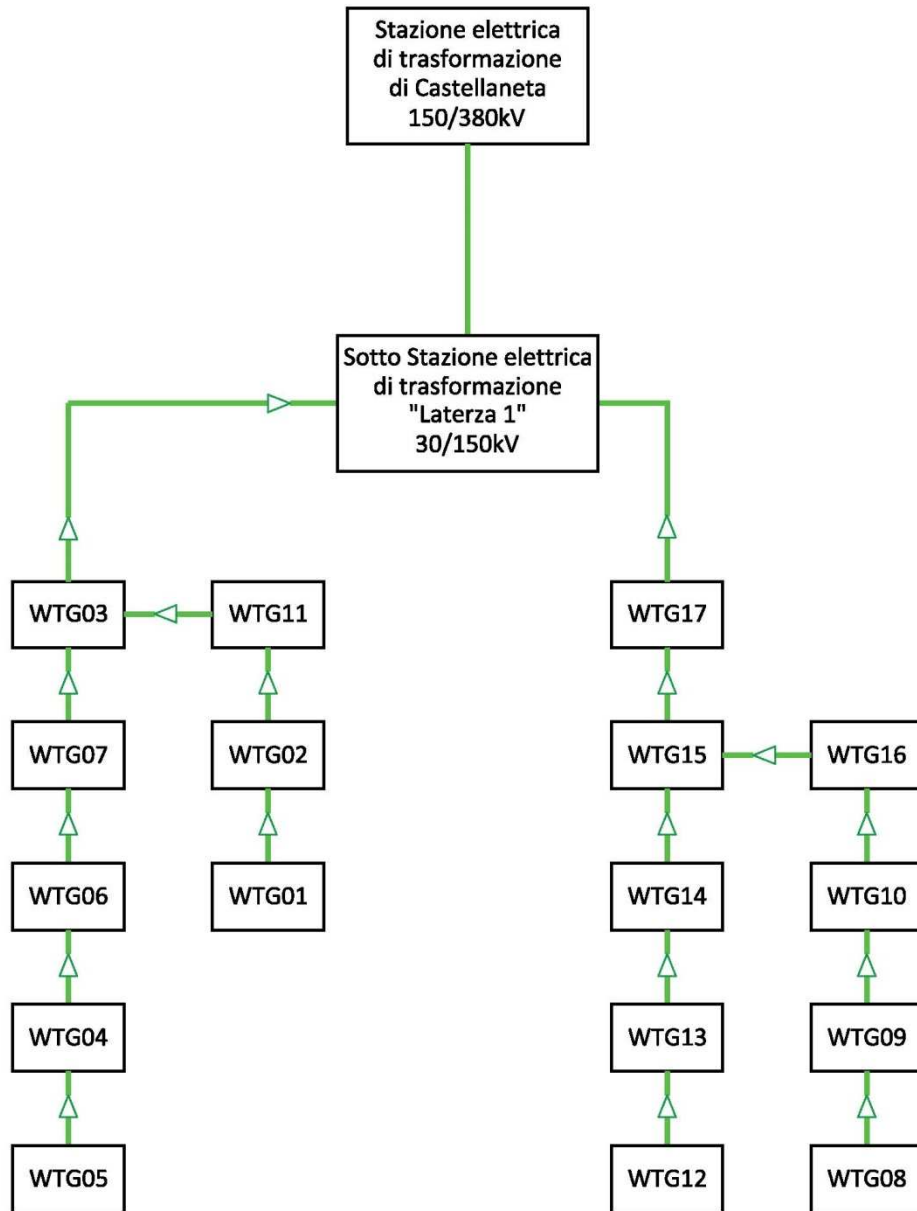 Stazione elettrica
di trasformazione
di Castellaneta
150/380kV
Sotto Stazione elettrica
di trasformazione
"Laterza 1"
30/150kV
WTG03
WTG11
WTG17
WTG07
WTG02
WTG15
WTG16
WTG06
WTG01
WTG14
WTG10
WTG04
WTG13
WTG09
WTG05
WTG12
WTG08